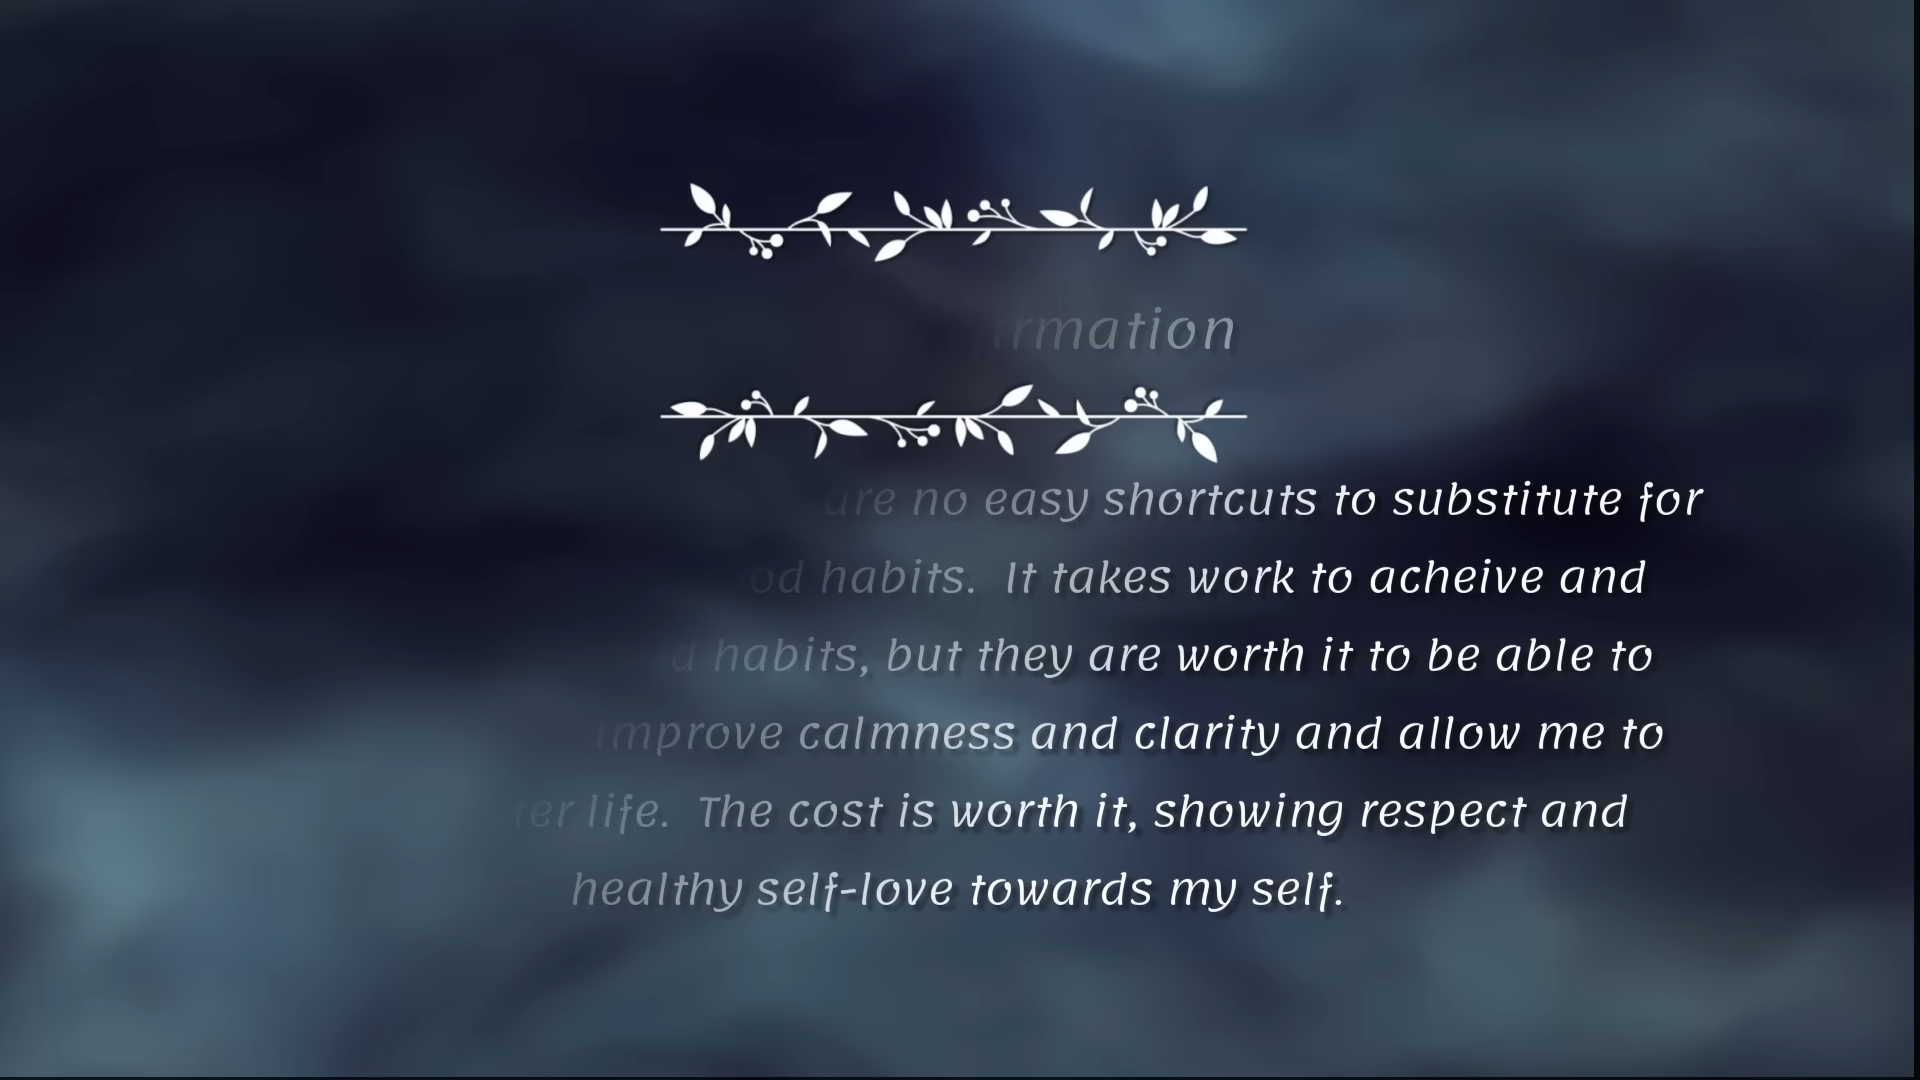 rmation
are no easy shortcuts to substitute for
od habits. It takes work to acheive and
d habits, but they are worth it to be able to
improve calmness and clarity and allow me to
ter life. The cost is worth it, showing respect and
healthy self-love towards my self.